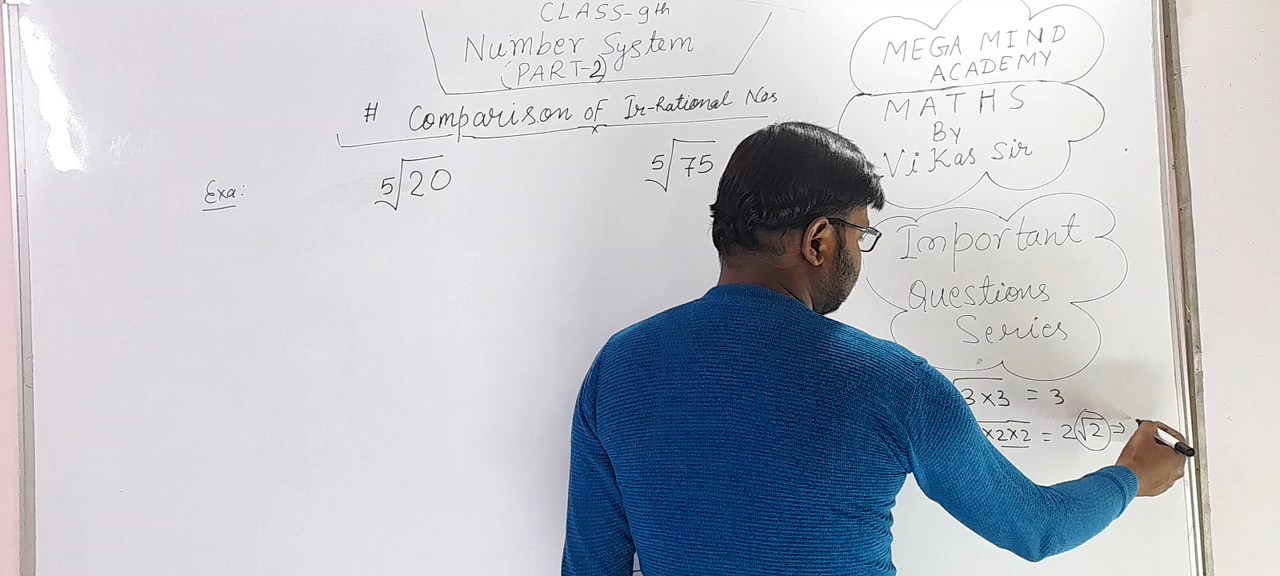 CLASS-9th
Number System
(PART-2)
# Comparison of Ir-Rational Nos
Exa:
⁵√20
⁵√75
MEGA MIND
ACADEMY
MATHS
By
Vikas Sir
Important
Questions
Series
√3×3 = 3
×2×2 = 2√2 →